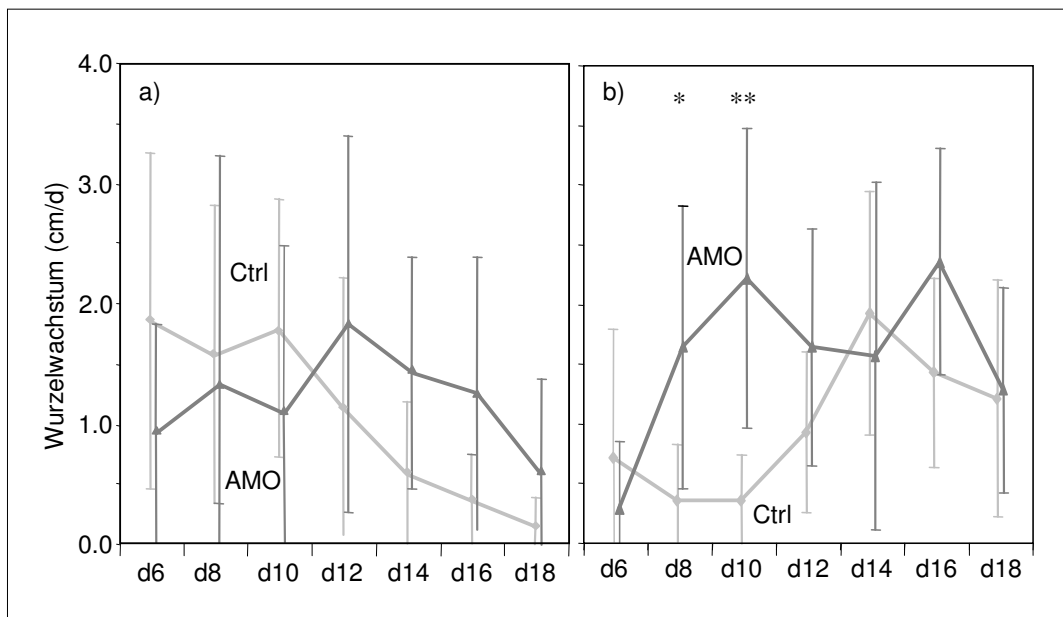 a)
b)
*
**
4.0
3.0
2.0
1.0
0.0
Wurzelwachstum (cm/d)
Ctrl
AMO
AMO
Ctrl
d6 d8 d10 d12 d14 d16 d18
d6 d8 d10 d12 d14 d16 d18